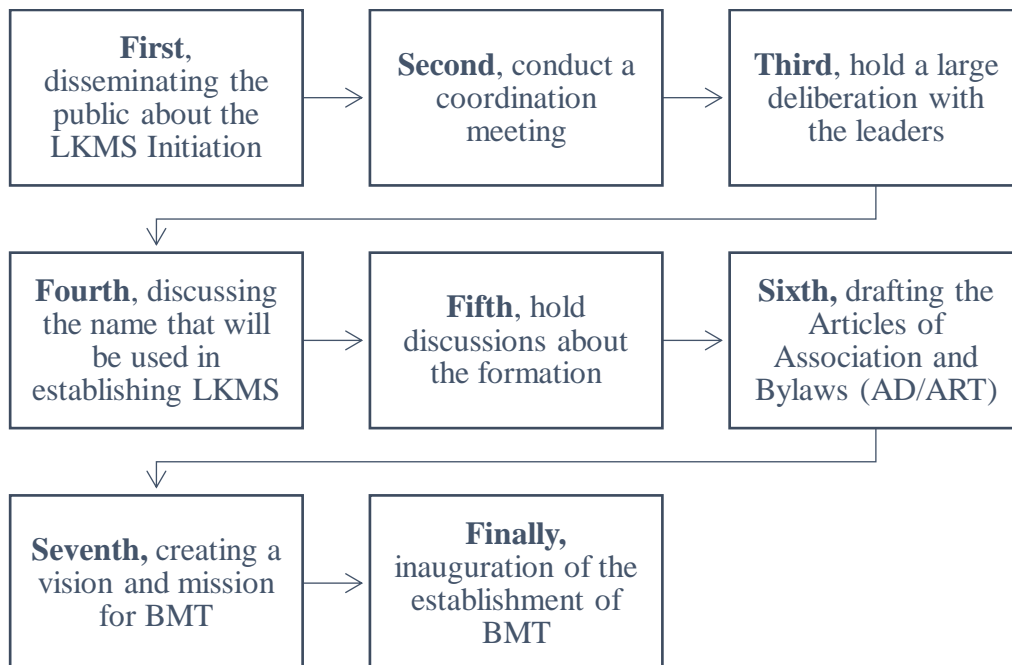 First,
disseminating the
public about the
LKMS Initiation
Second, conduct a
coordination
meeting
Third, hold a large
deliberation with
the leaders
Fourth, discussing
the name that will
be used in
establishing LKMS
Fifth, hold
discussions about
the formation
Sixth, drafting the
Articles of
Association and
Bylaws (AD/ART)
Seventh, creating a
vision and mission
for BMT
Finally,
inauguration of the
establishment of
BMT